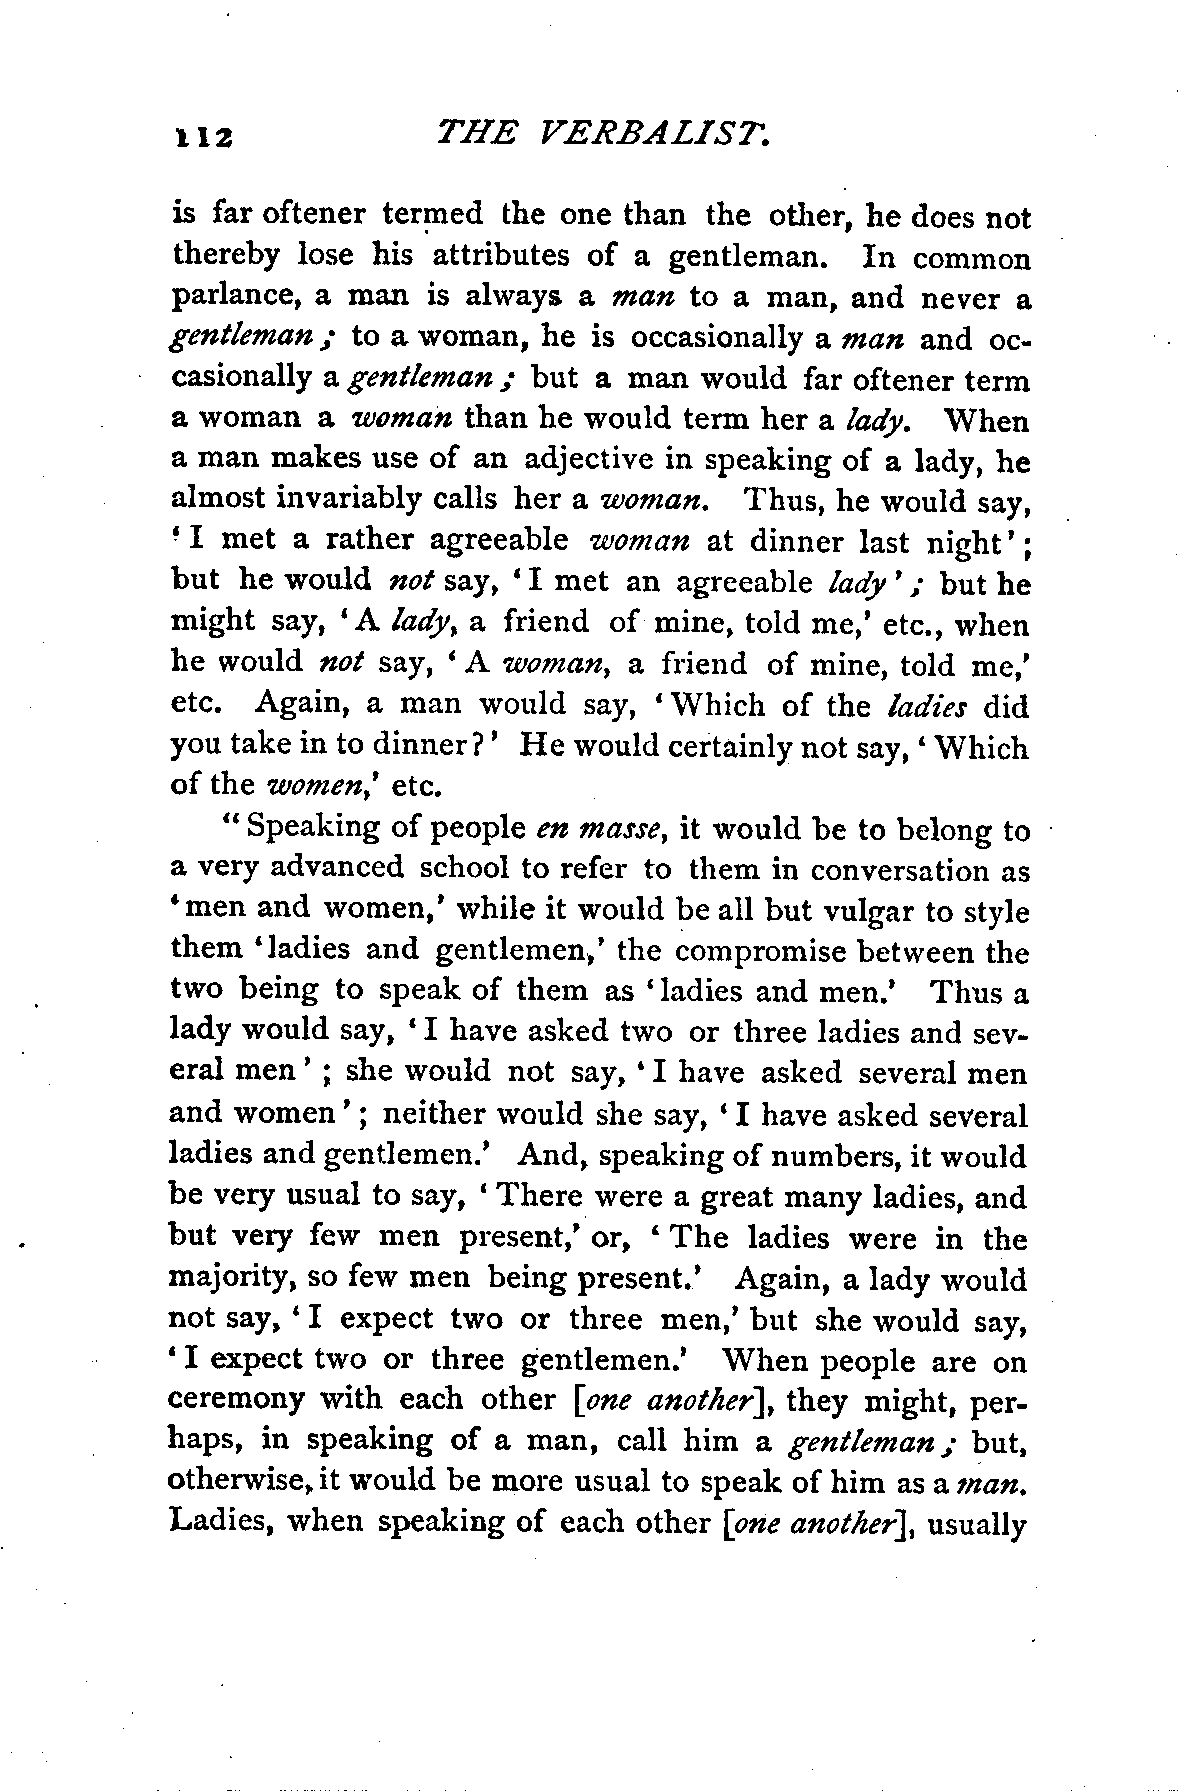 112 THE VERBALIST.
is far oftener termed the one than the other, he does not
thereby lose his attributes of a gentleman. In common
parlance, a man is always a man to a man, and never a
gentleman; to a woman, he is occasionally a man and oc-
casionally a gentleman; but a man would far oftener term
a woman a woman than he would term her a lady. When
a man makes use of an adjective in speaking of a lady, he
almost invariably calls her a woman. Thus, he would say,
‘I met a rather agreeable woman at dinner last night’;
but he would not say, ‘I met an agreeable lady’; but he
might say, ‘A lady, a friend of mine, told me,’ etc., when
he would not say, ‘A woman, a friend of mine, told me,’
etc. Again, a man would say, ‘Which of the ladies did
you take in to dinner?’ He would certainly not say, ‘Which
of the women,’ etc.
“Speaking of people en masse, it would be to belong to
a very advanced school to refer to them in conversation as
‘men and women,’ while it would be all but vulgar to style
them ‘ladies and gentlemen,’ the compromise between the
two being to speak of them as ‘ladies and men.’ Thus a
lady would say, ‘I have asked two or three ladies and sev-
eral men’; she would not say, ‘I have asked several men
and women’; neither would she say, ‘I have asked several
ladies and gentlemen.’ And, speaking of numbers, it would
be very usual to say, ‘There were a great many ladies, and
but very few men present,’ or, ‘The ladies were in the
majority, so few men being present.’ Again, a lady would
not say, ‘I expect two or three men,’ but she would say,
‘I expect two or three gentlemen.’ When people are on
ceremony with each other [one another], they might, per-
haps, in speaking of a man, call him a gentleman; but,
otherwise, it would be more usual to speak of him as a man.
Ladies, when speaking of each other [one another], usually